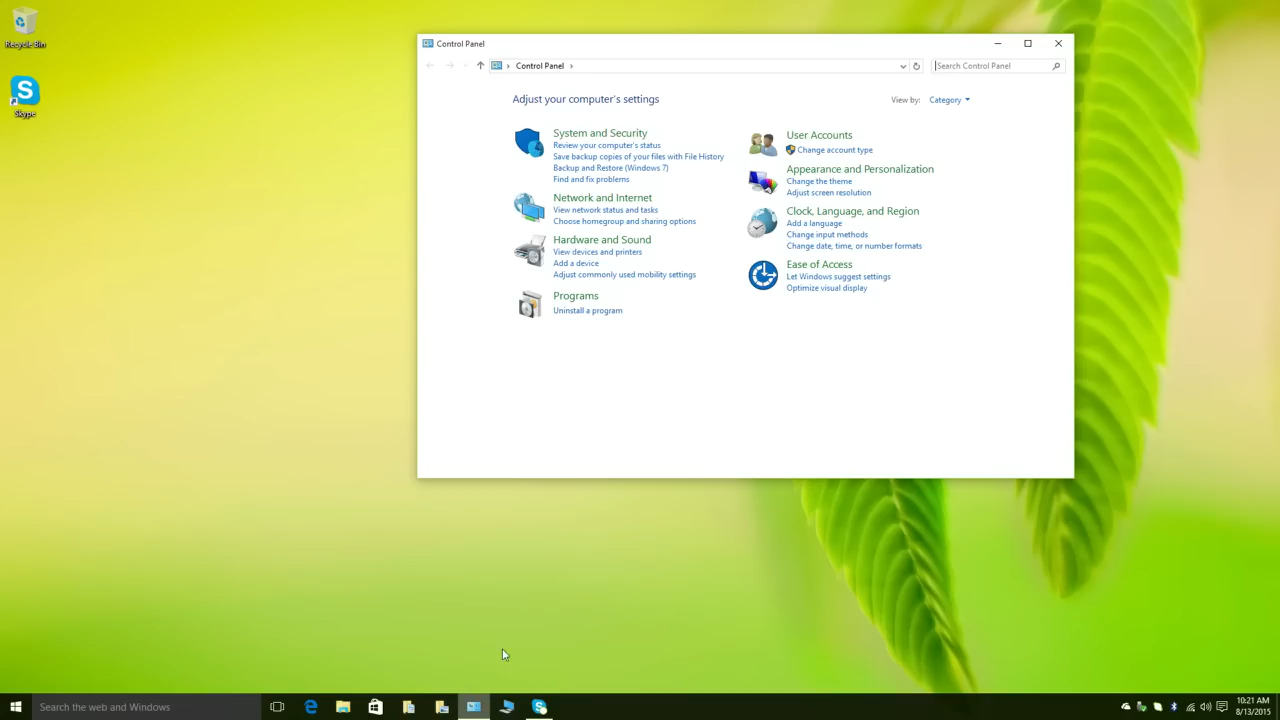 Recycle Bin
Skype
Control Panel
Control Panel
Search Control Panel
Adjust your computer's settings
View by: Category
System and Security
Review your computer's status
Save backup copies of your files with File History
Backup and Restore (Windows 7)
Find and fix problems
Network and Internet
View network status and tasks
Choose homegroup and sharing options
Hardware and Sound
View devices and printers
Add a device
Adjust commonly used mobility settings
Programs
Uninstall a program
User Accounts
Change account type
Appearance and Personalization
Change the theme
Adjust screen resolution
Clock, Language, and Region
Add a language
Change input methods
Change date, time, or number formats
Ease of Access
Let Windows suggest settings
Optimize visual display
Search the web and Windows
10:21 AM
8/13/2015